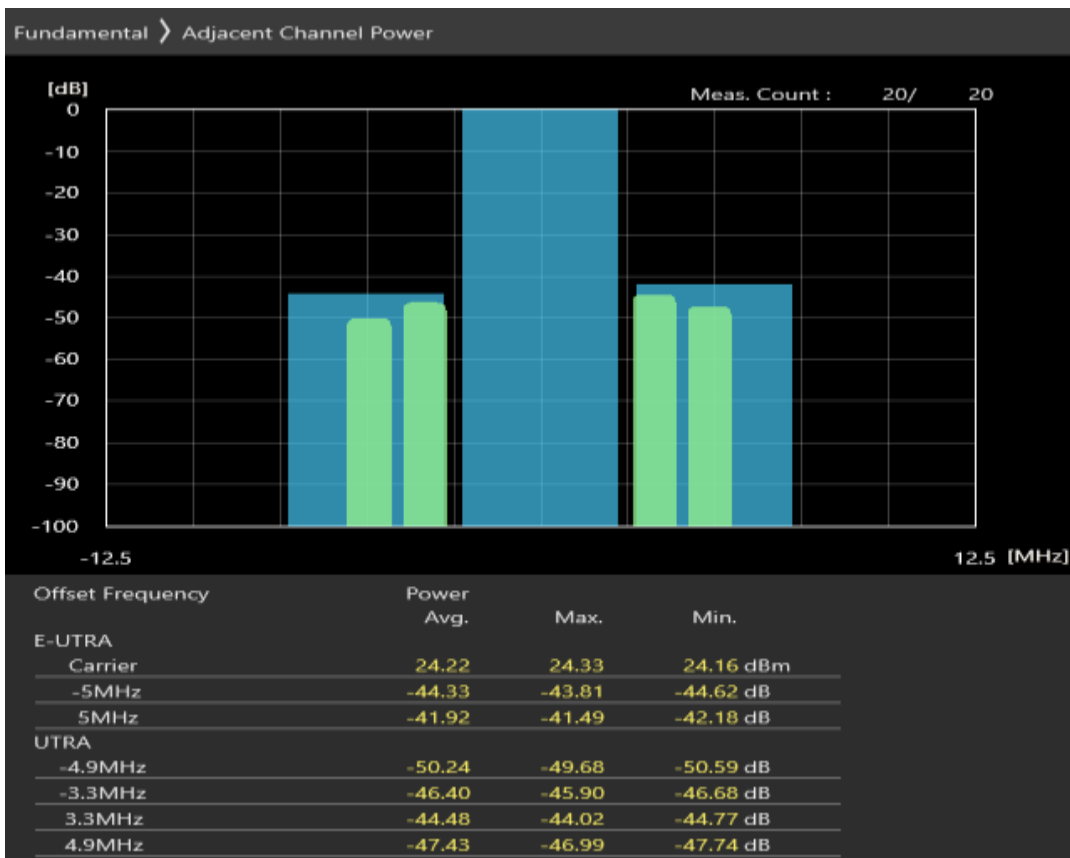 Fundamental 》 Adjacent Channel Power
[dB]
Meas. Count : 20/ 20
0
-10
-20
-30
-40
-50
-60
-70
-80
-90
-100
-12.5 12.5 [MHz]
Offset Frequency Power
Avg. Max. Min.
E-UTRA
Carrier 24.22 24.33 24.16 dBm
-5MHz -44.33 -43.81 -44.62 dB
5MHz -41.92 -41.49 -42.18 dB
UTRA
-4.9MHz -50.24 -49.68 -50.59 dB
-3.3MHz -46.40 -45.90 -46.68 dB
3.3MHz -44.48 -44.02 -44.77 dB
4.9MHz -47.43 -46.99 -47.74 dB